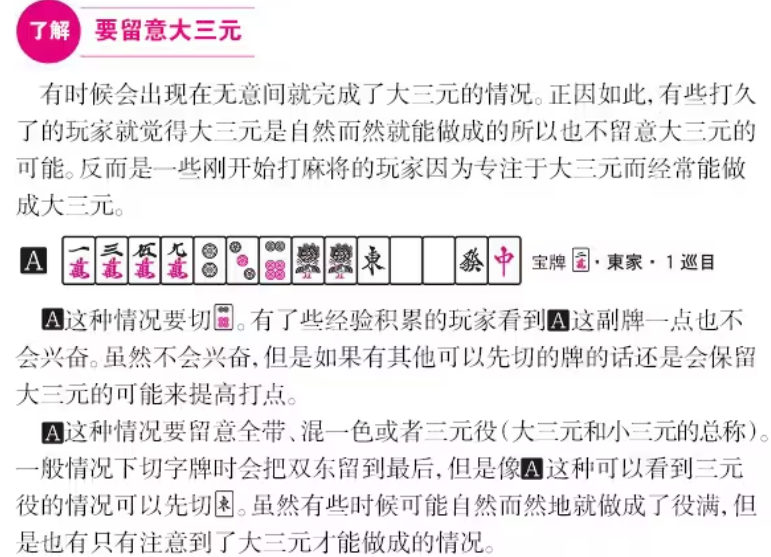 了解 要留意大三元
有时候会出现在无意间就完成了大三元的情况。正因如此,有些打久
了的玩家就觉得大三元是自然而然就能做成的所以也不留意大三元的
可能。反而是一些刚开始打麻将的玩家因为专注于大三元而经常能做
成大三元。
A 一萬 三萬 伍萬 九萬 東 發 中 宝牌 二萬・東家・1巡目
A这种情况要切。有了些经验积累的玩家看到A这副牌一点也不
会兴奋。虽然不会兴奋,但是如果有其他可以先切的牌的话还是会保留
大三元的可能来提高打点。
A这种情况要留意全带、混一色或者三元役(大三元和小三元的总称)。
一般情况下切字牌时会把双东留到最后,但是像A这种可以看到三元
役的情况可以先切東。虽然有些时候可能自然而然地就做成了役满,但
是也有只有注意到了大三元才能做成的情况。